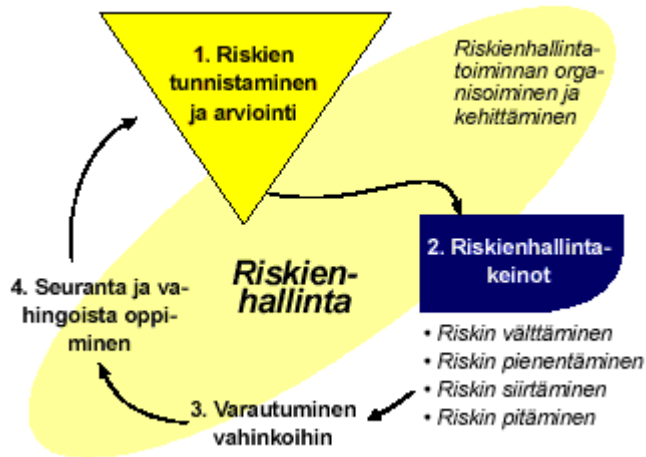 1. Riskien
tunnistaminen
ja arviointi
Riskienhallinta-
toiminnan orga-
nisoiminen ja
kehittäminen
2. Riskienhallinta-
keinot
• Riskin välttäminen
• Riskin pienentäminen
• Riskin siirtäminen
• Riskin pitäminen
3. Varautuminen
vahinkoihin
4. Seuranta ja va-
hingoista oppi-
minen
Riskien-
hallinta